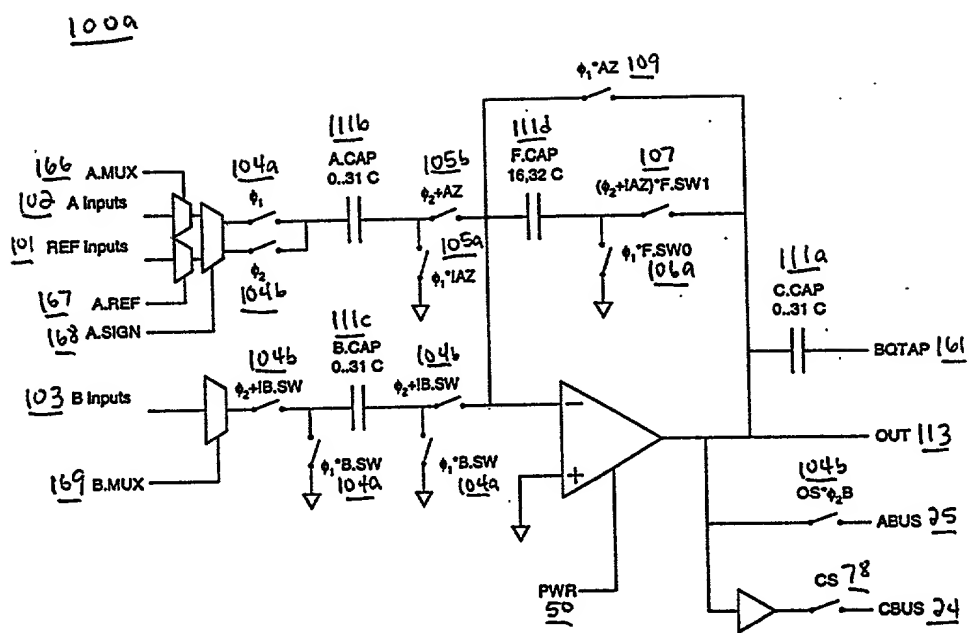 100a
ϕ₁*AZ 109
111b
A.CAP
0..31 C
111d
F.CAP
16,32 C
166 A.MUX
104a
ϕ₁
105b
ϕ₂+AZ
107
(ϕ₂+!AZ)*F.SW1
102 A Inputs
101 REF Inputs
ϕ₂
104b
105a
ϕ₁*!AZ
ϕ₁*F.SW0
106a
111a
C.CAP
0..31 C
167 A.REF
168 A.SIGN
111c
B.CAP
0..31 C
BQTAP 161
104b
ϕ₂+!B.SW
104b
ϕ₂+!B.SW
103 B Inputs
−
OUT 113
ϕ₁*B.SW
104a
ϕ₁*B.SW
104a
+
169 B.MUX
104b
OS*ϕ₂B
ABUS 25
PWR
50
CS 78
CBUS 24